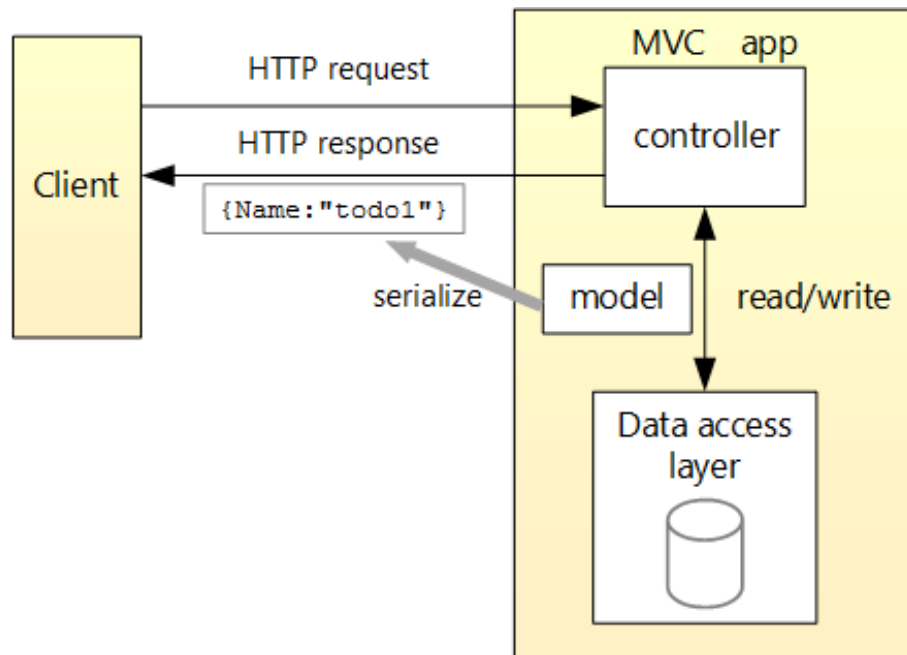 MVC app
HTTP request
controller
HTTP response
Client
{Name:"todo1"}
serialize
model
read/write
Data access
layer